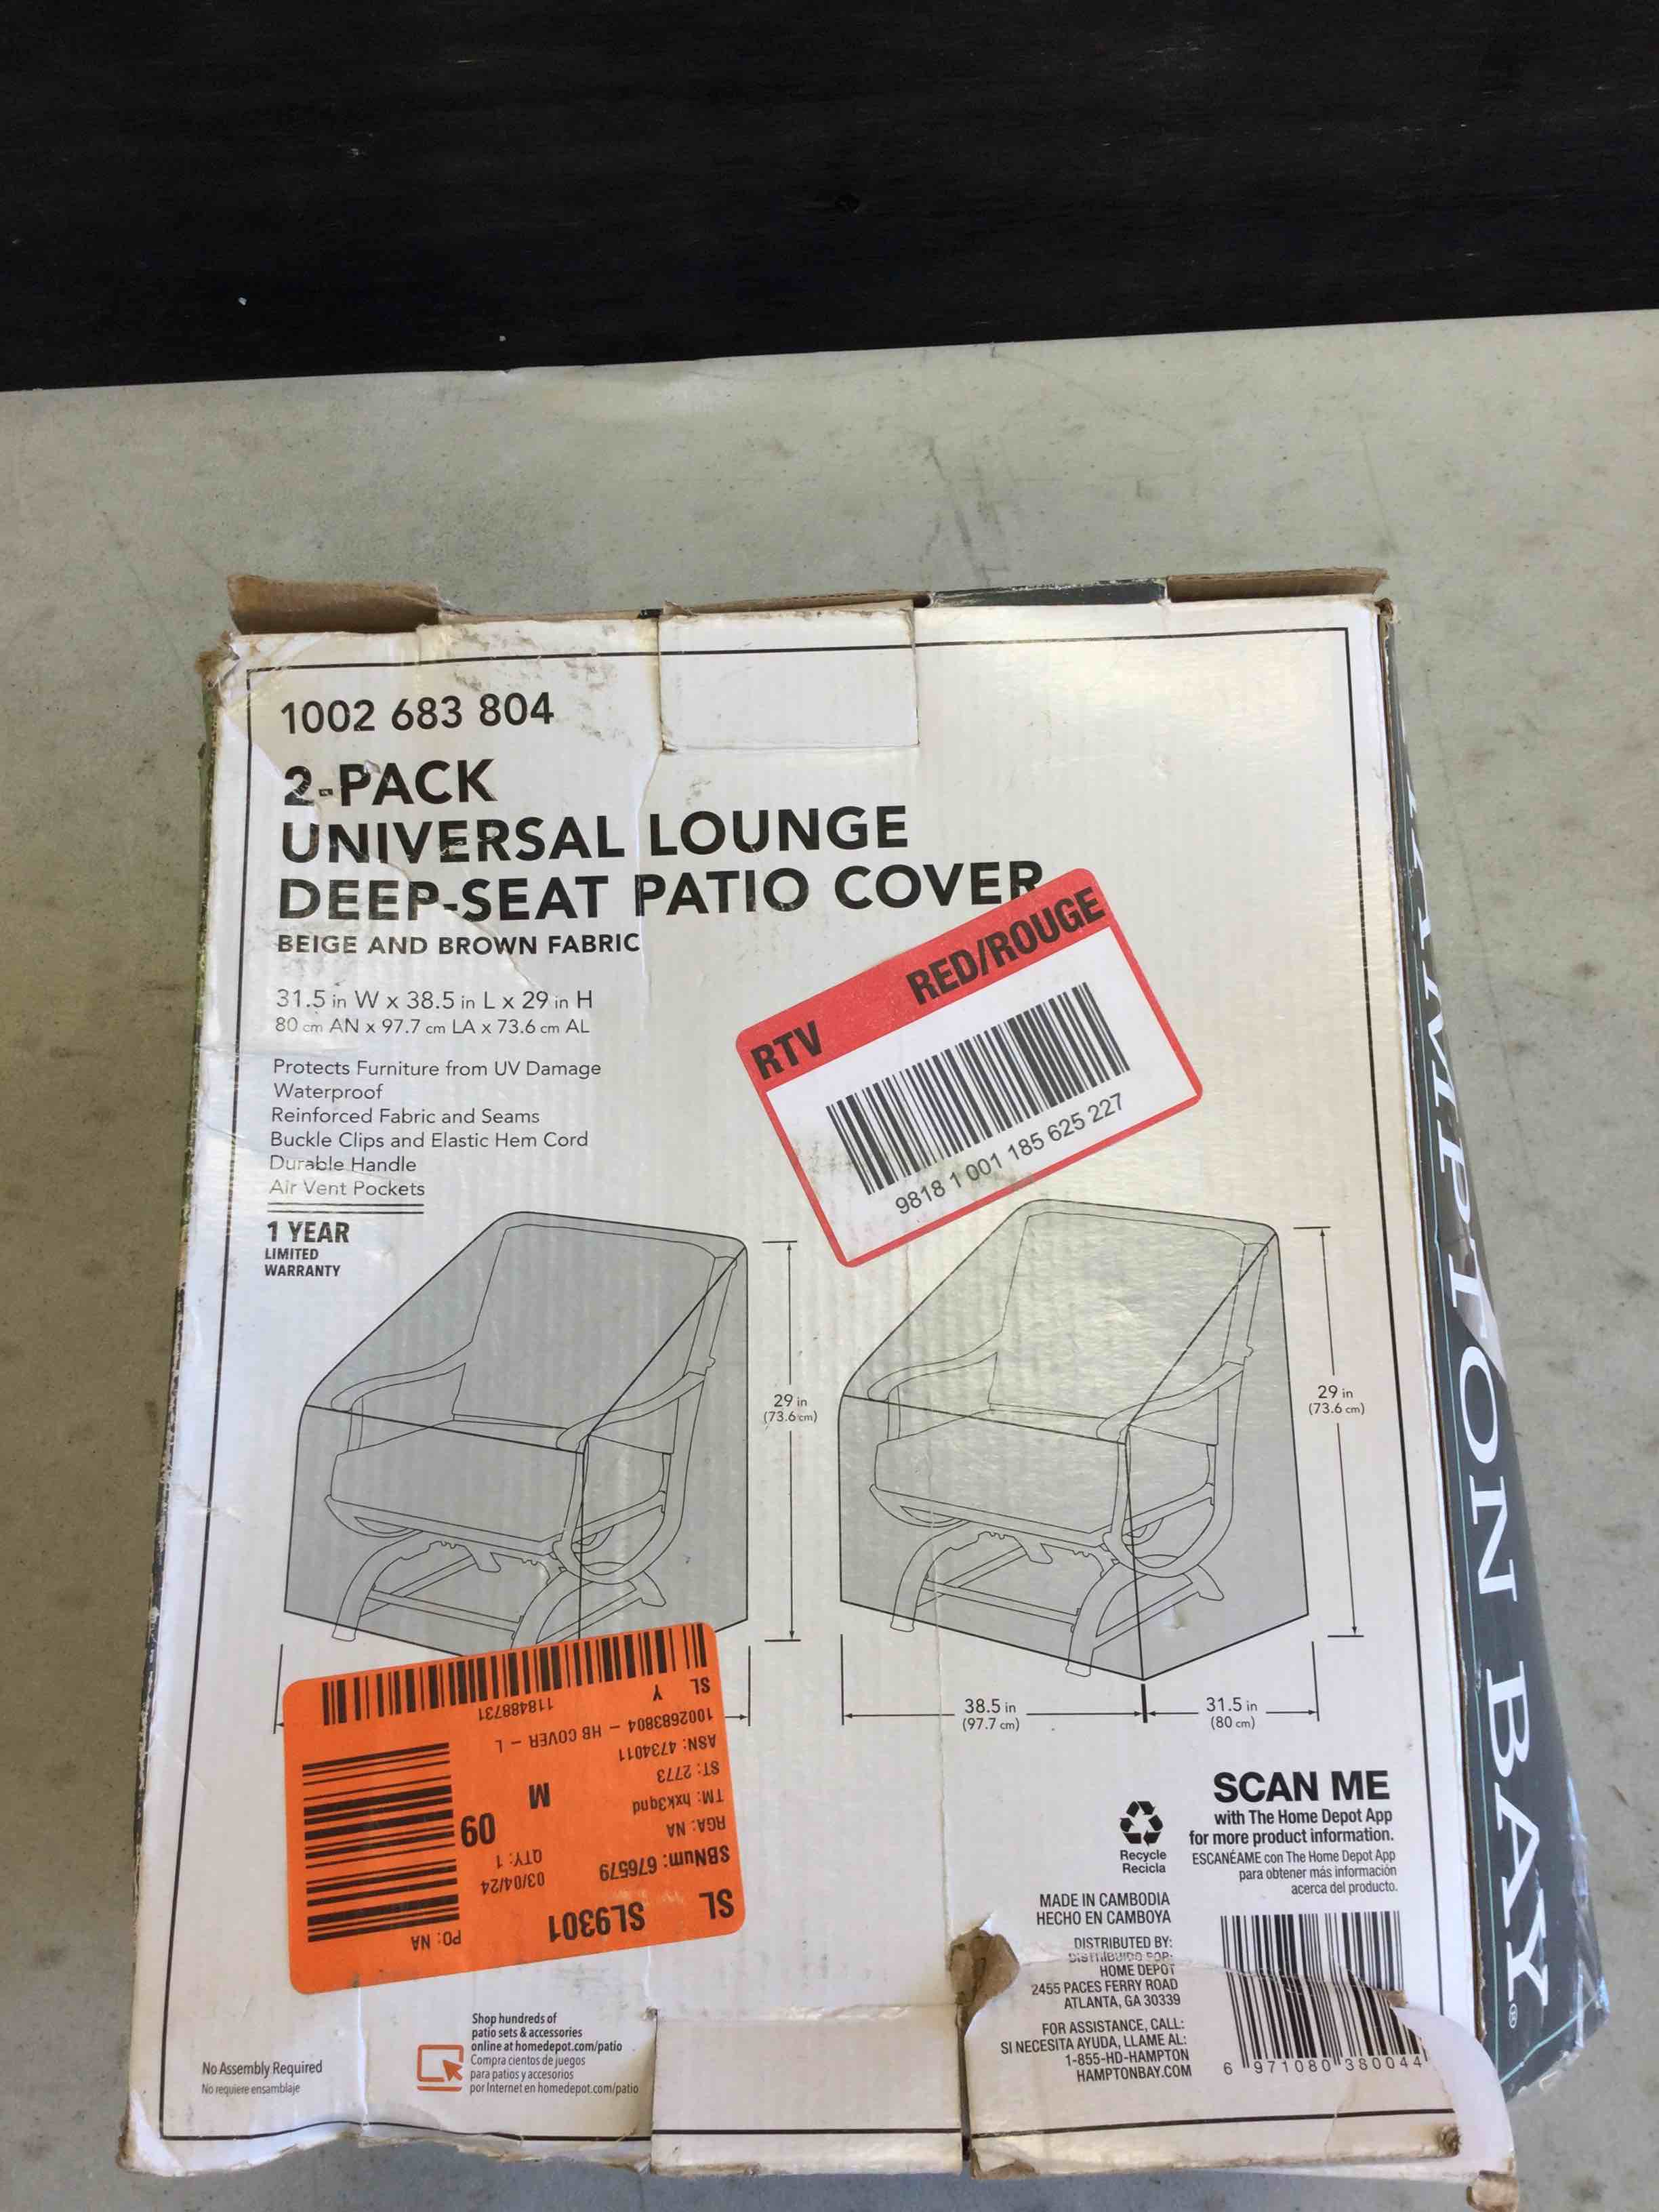 1002 683 804
2-PACK
UNIVERSAL LOUNGE
DEEP-SEAT PATIO COVER
BEIGE AND BROWN FABRIC
31.5 in W x 38.5 in L x 29 in H
80 cm AN x 97.7 cm LA x 73.6 cm AL
Protects Furniture from UV Damage
Waterproof
Reinforced Fabric and Seams
Buckle Clips and Elastic Hem Cord
Durable Handle
Air Vent Pockets
1 YEAR
LIMITED
WARRANTY
RTV RED/ROUGE
9818 1 001 185 625 227
29 in
(73.6 cm)
29 in
(73.6 cm)
38.5 in
(97.7 cm)
31.5 in
(80 cm)
SL SL9301 PO: NA
SBNum: 676579 03/04/24
RGA: NA QTY: 1
TM: hxk3qnd 09
ST: 2773 M
ASN: 4734011
1002683804 - HB COVER - L
SL Y 118488731
SCAN ME
with The Home Depot App
for more product information.
ESCANÉAME con The Home Depot App
para obtener más información
acerca del producto.
Recycle
Recicla
MADE IN CAMBODIA
HECHO EN CAMBOYA
DISTRIBUTED BY:
DISTRIBUIDO POR:
HOME DEPOT
2455 PACES FERRY ROAD
ATLANTA, GA 30339
FOR ASSISTANCE, CALL:
SI NECESITA AYUDA, LLAME AL:
1-855-HD-HAMPTON
HAMPTONBAY.COM
6 971080 380044
No Assembly Required
No requiere ensamblaje
Shop hundreds of
patio sets & accessories
online at homedepot.com/patio
Compra cientos de juegos
para patios y accesorios
por Internet en homedepot.com/patio
HAMPTON BAY®